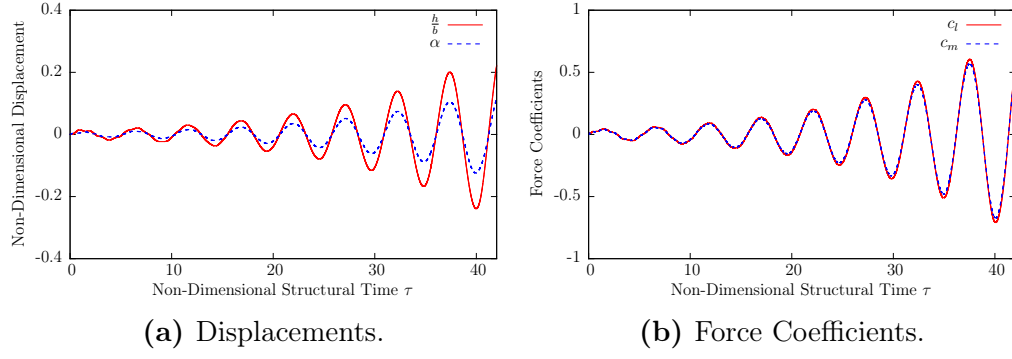 Non-Dimensional Displacement
0.4
0.2
0
-0.2
-0.4
h/b
α
0 10 20 30 40
Non-Dimensional Structural Time τ
(a) Displacements.
Force Coefficients
1
0.5
0
-0.5
-1
c_l
c_m
0 10 20 30 40
Non-Dimensional Structural Time τ
(b) Force Coefficients.